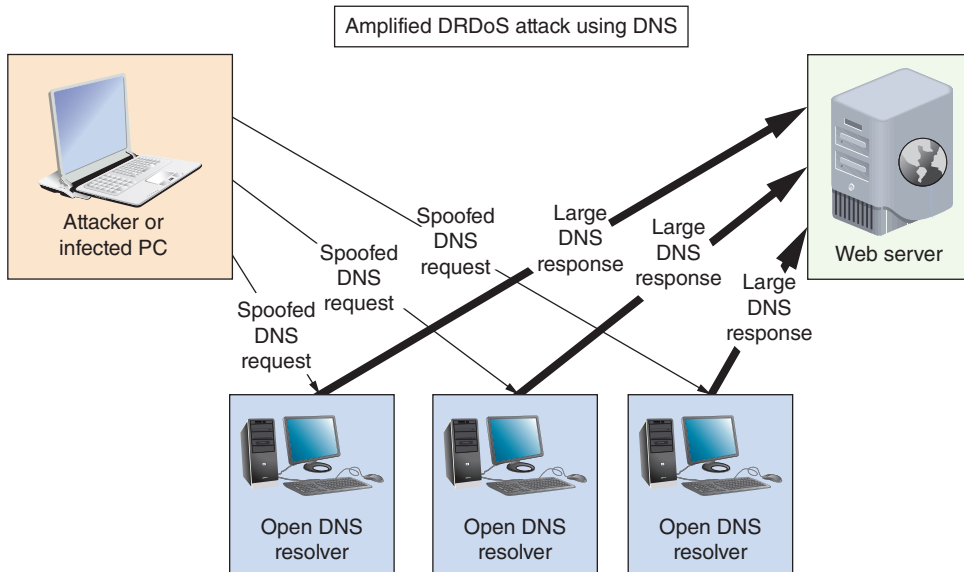 Amplified DRDoS attack using DNS
Attacker or
infected PC
Web server
Spoofed
DNS
request
Spoofed
DNS
request
Spoofed
DNS
request
Large
DNS
response
Large
DNS
response
Large
DNS
response
Open DNS
resolver
Open DNS
resolver
Open DNS
resolver